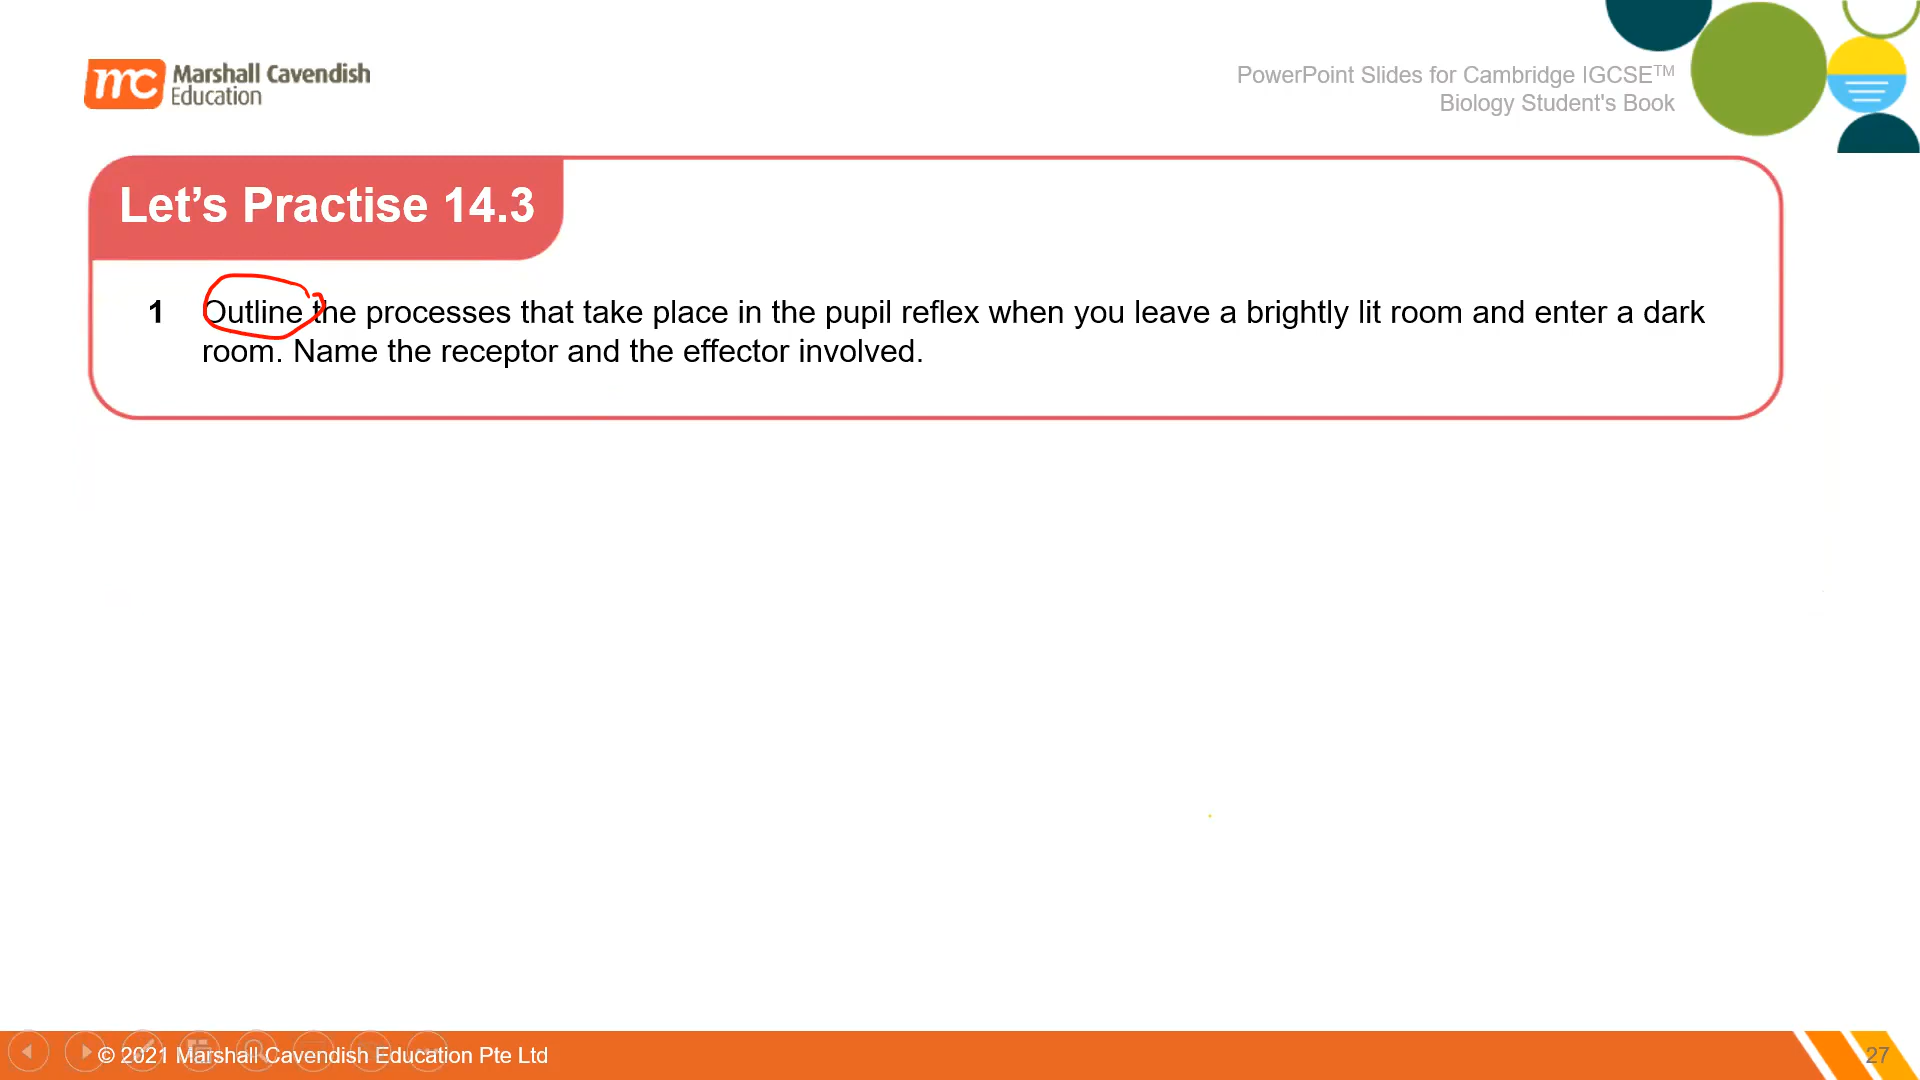 mc Marshall Cavendish
Education
PowerPoint Slides for Cambridge IGCSE™
Biology Student's Book
Let’s Practise 14.3
1 Outline the processes that take place in the pupil reflex when you leave a brightly lit room and enter a dark
room. Name the receptor and the effector involved.
© 2021 Marshall Cavendish Education Pte Ltd
27